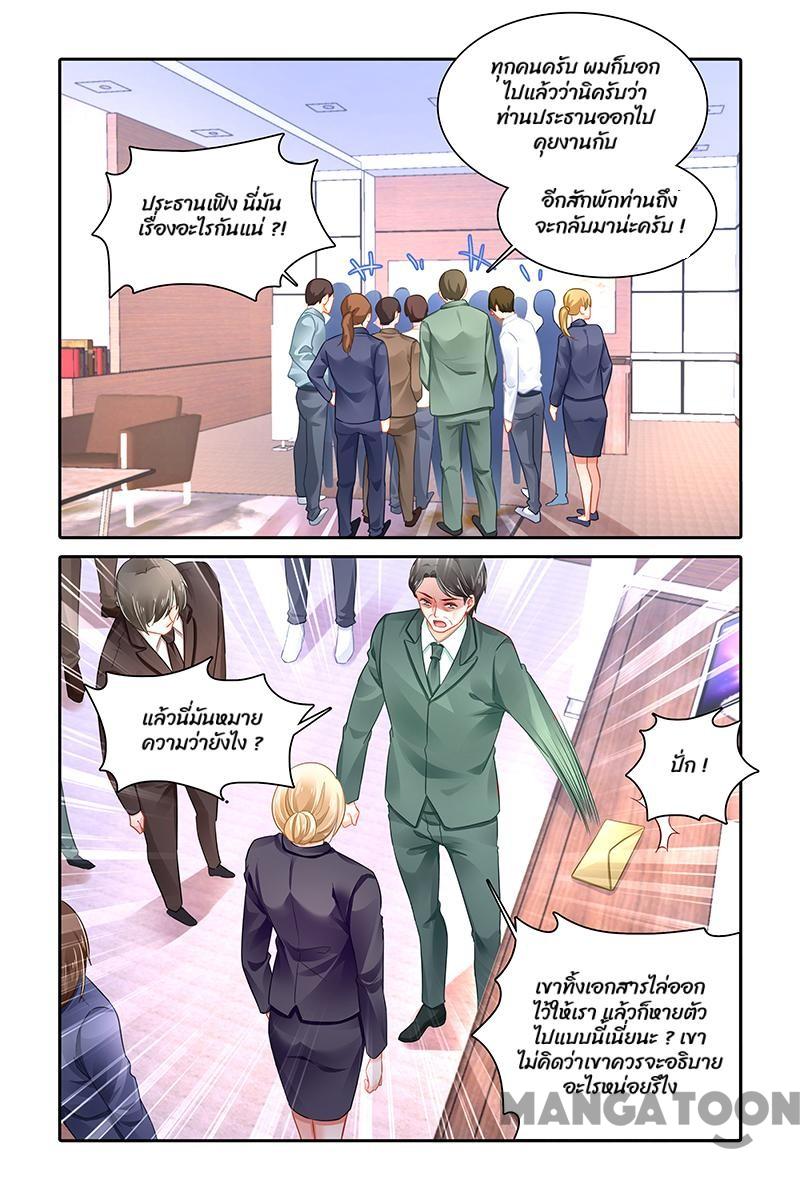 ทุกคนครับ ผมก็บอก
ไปแล้วว่านิครับว่า
ท่านประธานออกไป
คุยงานกับ
อีกสักพักท่านถึง
จะกลับมาน่ะครับ !
ประธานเฟิง นี่มัน
เรื่องอะไรกันแน่ ?!
แล้วนี่มันหมาย
ความว่ายังไง ?
ปั่ก !
เขาทิ้งเอกสารไล่ออก
ไว้ให้เรา แล้วก็หายตัว
ไปแบบนี้เนี่ยนะ ? เขา
ไม่คิดว่าเขาควรจะอธิบาย
อะไรหน่อยรึไง
MANGATOON